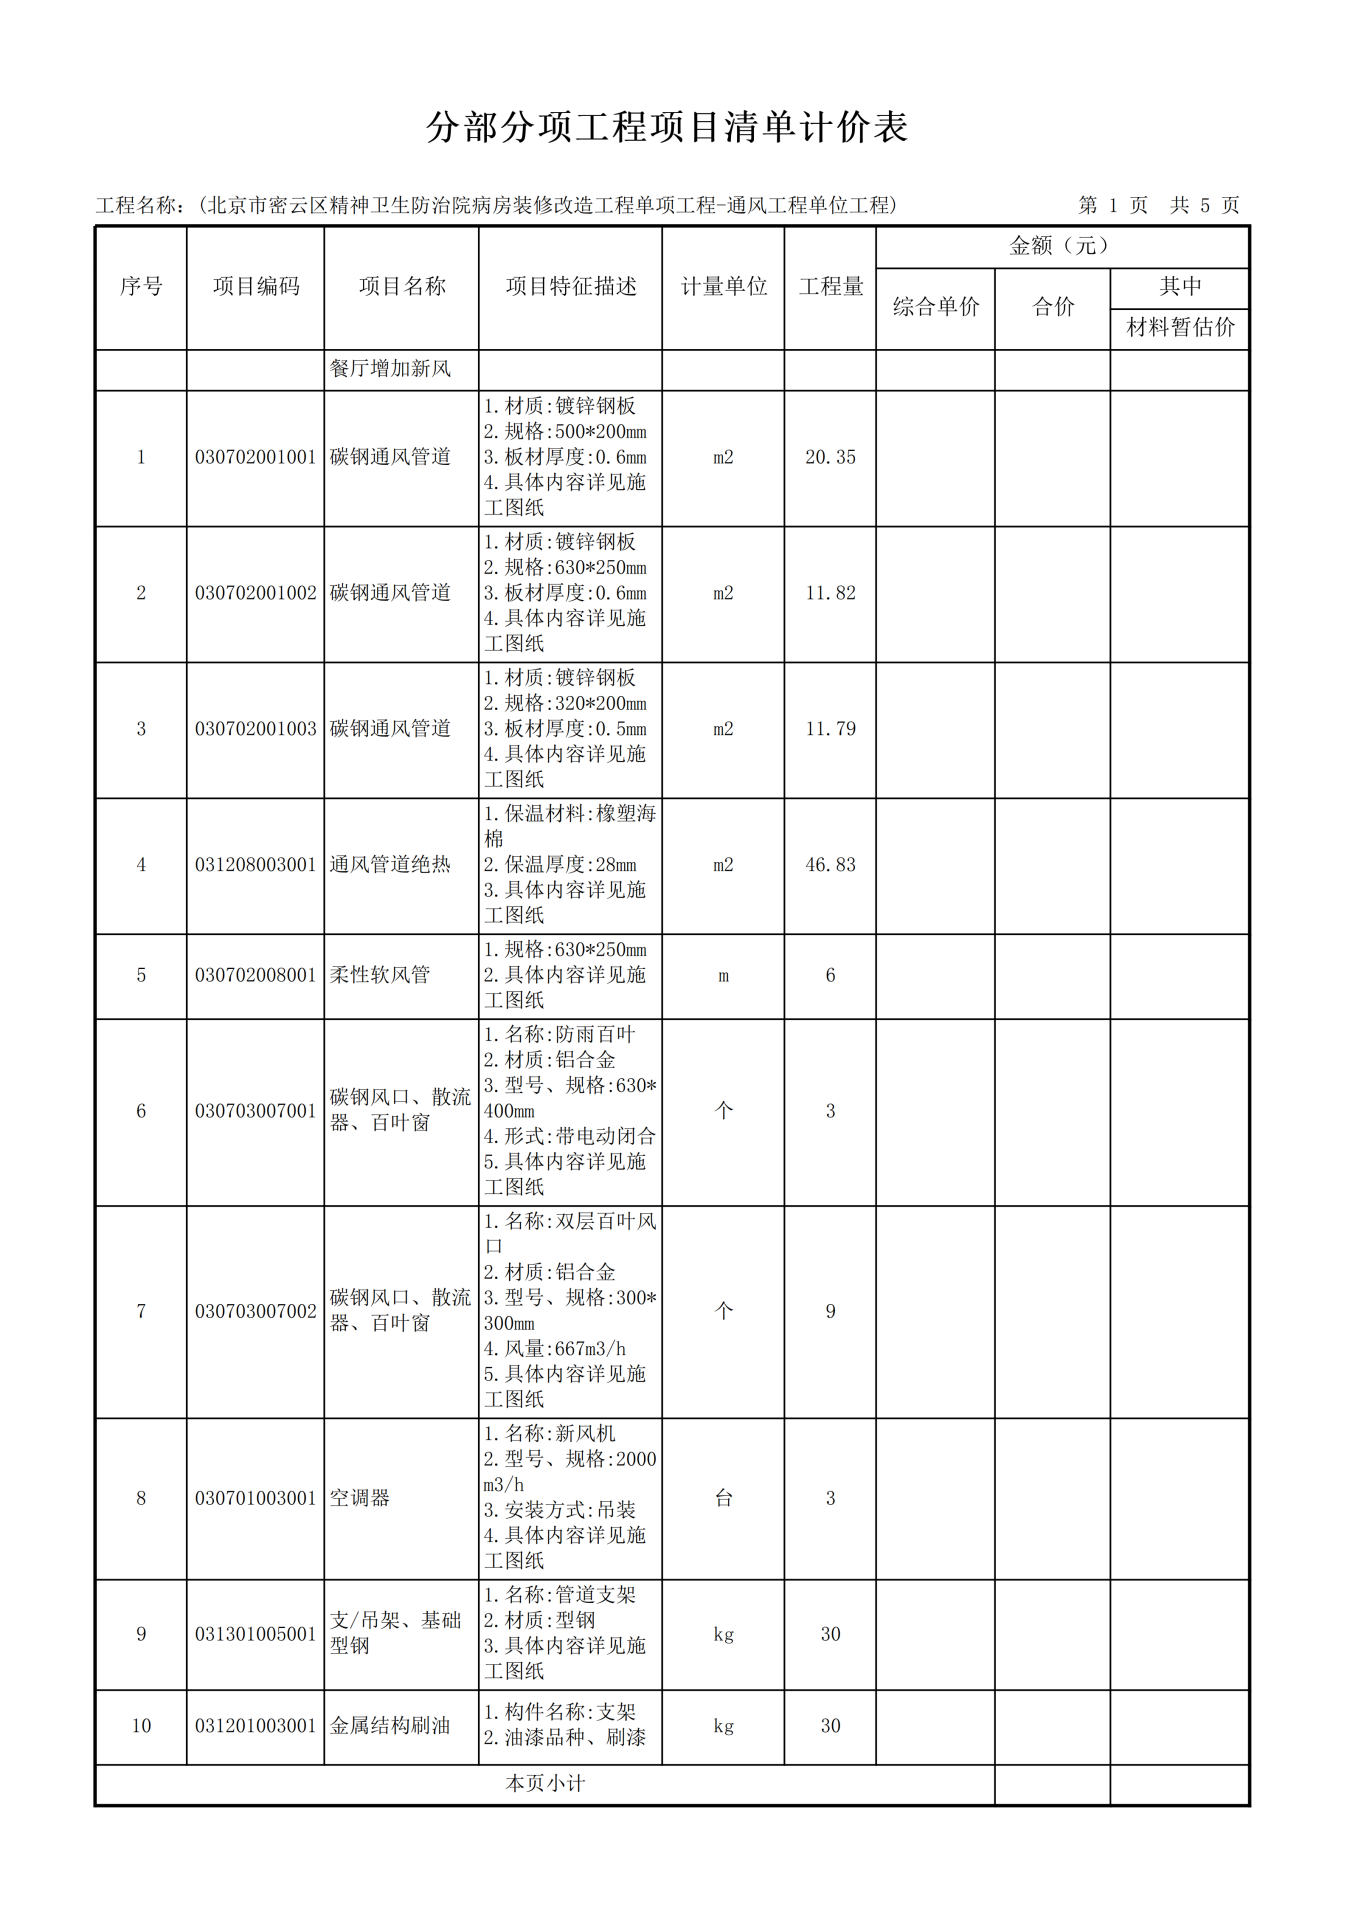 分部分项工程项目清单计价表
工程名称：(北京市密云区精神卫生防治院病房装修改造工程单项工程-通风工程单位工程) 第 1 页 共 5 页
序号 项目编码 项目名称 项目特征描述 计量单位 工程量 金额（元）
综合单价 合价 其中
材料暂估价
餐厅增加新风
1 030702001001 碳钢通风管道 1.材质:镀锌钢板
2.规格:500*200mm
3.板材厚度:0.6mm
4.具体内容详见施
工图纸
m2 20.35
2 030702001002 碳钢通风管道 1.材质:镀锌钢板
2.规格:630*250mm
3.板材厚度:0.6mm
4.具体内容详见施
工图纸
m2 11.82
3 030702001003 碳钢通风管道 1.材质:镀锌钢板
2.规格:320*200mm
3.板材厚度:0.5mm
4.具体内容详见施
工图纸
m2 11.79
4 031208003001 通风管道绝热 1.保温材料:橡塑海
棉
2.保温厚度:28mm
3.具体内容详见施
工图纸
m2 46.83
5 030702008001 柔性软风管 1.规格:630*250mm
2.具体内容详见施
工图纸
m 6
6 030703007001 碳钢风口、散流
器、百叶窗
1.名称:防雨百叶
2.材质:铝合金
3.型号、规格:630*
400mm
4.形式:带电动闭合
5.具体内容详见施
工图纸
个 3
7 030703007002 碳钢风口、散流
器、百叶窗
1.名称:双层百叶风
口
2.材质:铝合金
3.型号、规格:300*
300mm
4.风量:667m3/h
5.具体内容详见施
工图纸
个 9
8 030701003001 空调器 1.名称:新风机
2.型号、规格:2000
m3/h
3.安装方式:吊装
4.具体内容详见施
工图纸
台 3
9 031301005001 支/吊架、基础
型钢
1.名称:管道支架
2.材质:型钢
3.具体内容详见施
工图纸
kg 30
10 031201003001 金属结构刷油 1.构件名称:支架
2.油漆品种、刷漆
kg 30
本页小计